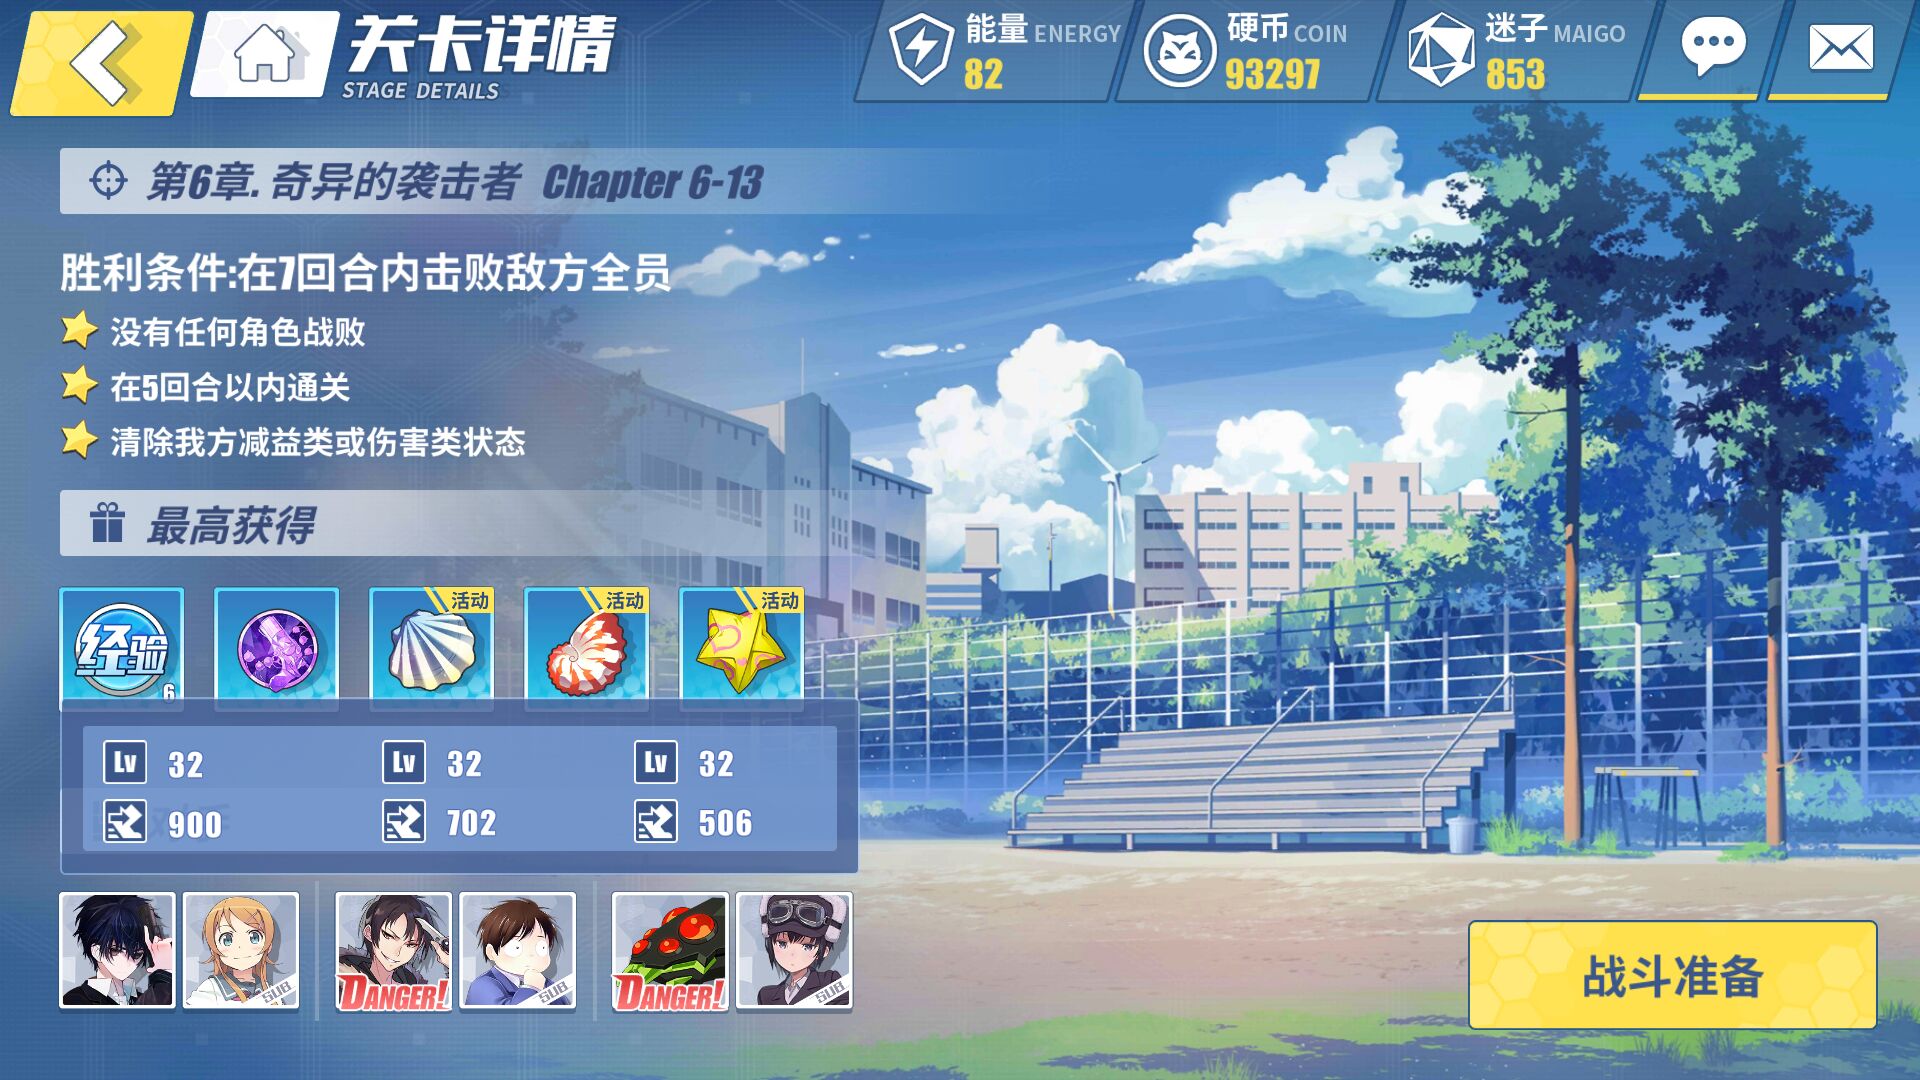 关卡详情
STAGE DETAILS
能量 ENERGY
82
硬币 COIN
93297
迷子 MAIGO
853
第6章. 奇异的袭击者 Chapter 6-13
胜利条件:在7回合内击败敌方全员
没有任何角色战败
在5回合以内通关
清除我方减益类或伤害类状态
最高获得
经验
6
活动
活动
活动
Lv 32
Lv 32
Lv 32
900
702
506
SUB
DANGER!
SUB
DANGER!
SUB
战斗准备